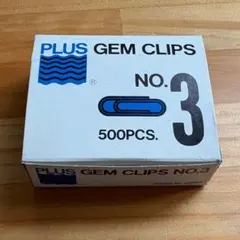 PLUS GEM CLIPS
®
NO. 3
500PCS.
PLUS GEM CLIPS NO.3